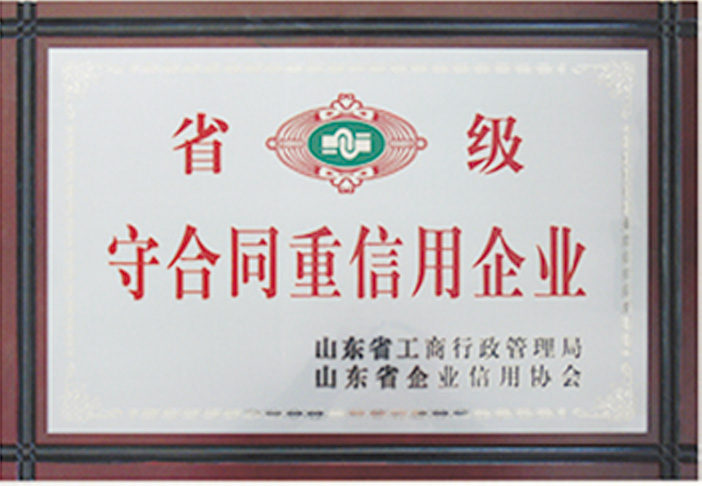 省 级
守合同重信用企业
山东省工商行政管理局
山东省企业信用协会